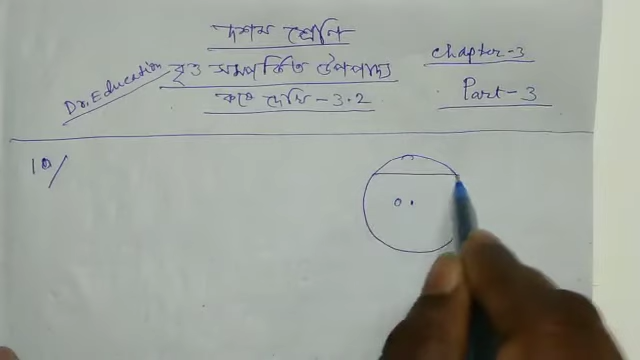 দশম শ্রেনি
Chapter-3
Dr. Education
বৃত্ত সম্পর্কিত উপপাদ্য
কষে দেখি - 3.2
Part-3
10/
O